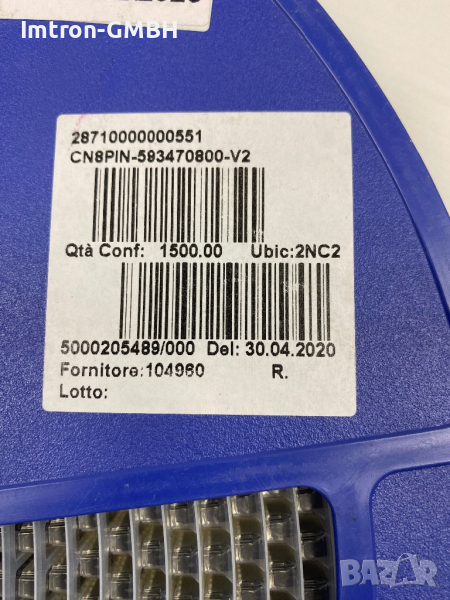 Imtron-GMBH
28710000000551
CN8PIN-593470800-V2
Qtà Conf: 1500.00 Ubic:2NC2
5000205489/000 Del: 30.04.2020
Fornitore:104960 R.
Lotto:
BAZAR